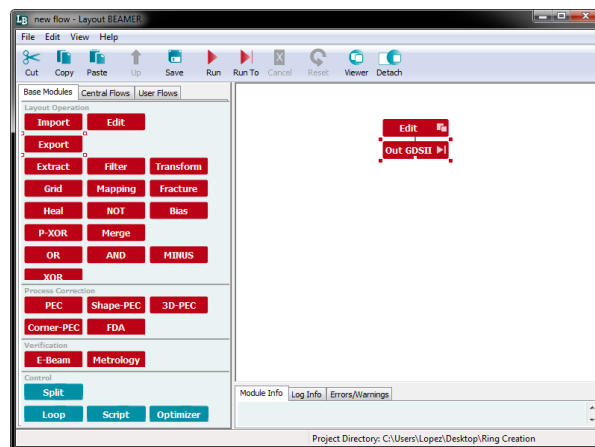 LB new flow - Layout BEAMER
File Edit View Help
Cut Copy Paste Up Save Run Run To Cancel Reset Viewer Detach
Base Modules Central Flows User Flows
Layout Operation
Import Edit
Export
Extract Filter Transform
Grid Mapping Fracture
Heal NOT Bias
P-XOR Merge
OR AND MINUS
XOR
Process Correction
PEC Shape-PEC 3D-PEC
Corner-PEC FDA
Verification
E-Beam Metrology
Control
Split
Loop Script Optimizer
Edit
Out GDSII
Module Info Log Info Errors/Warnings
Project Directory: C:\Users\Lopez\Desktop\Ring Creation